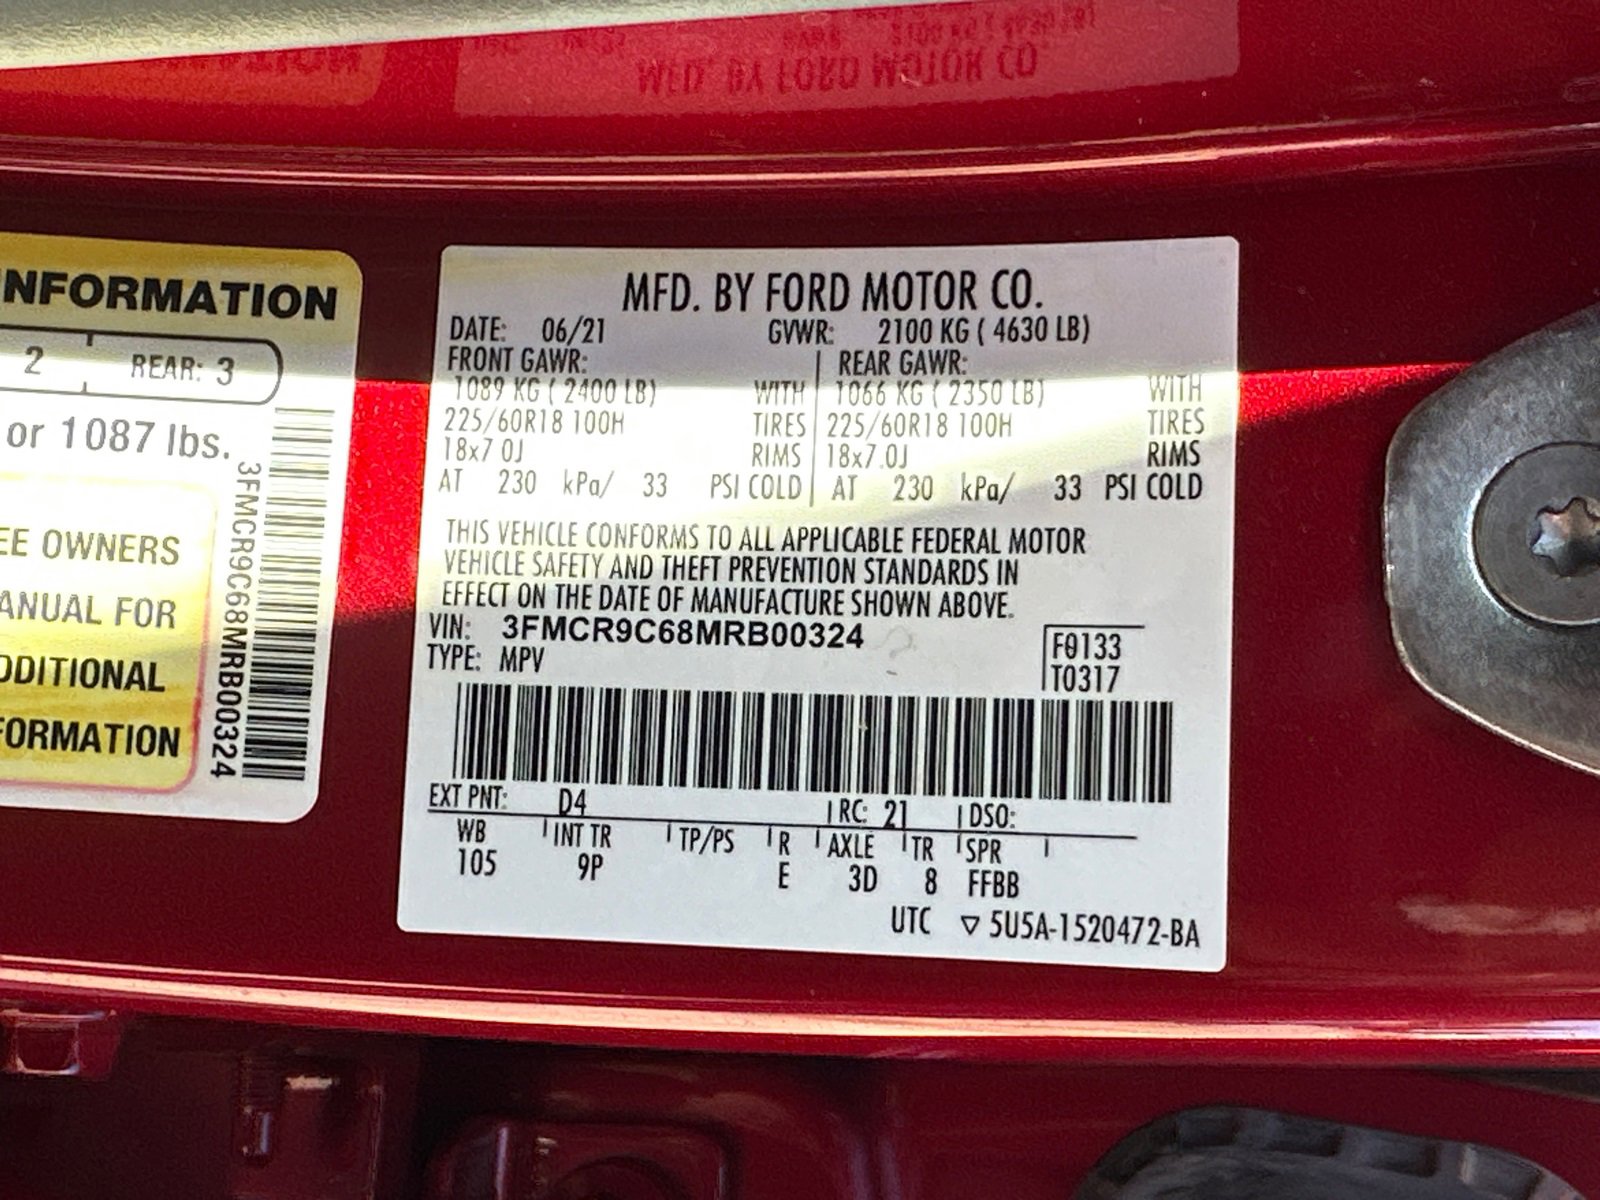 NFORMATION
2 REAR: 3
or 1087 lbs.
EE OWNERS
ANUAL FOR
DDITIONAL
FORMATION
3FMCR9C68MRB00324
MFD. BY FORD MOTOR CO.
DATE: 06/21 GVWR: 2100 KG ( 4630 LB)
FRONT GAWR: REAR GAWR:
1089 KG ( 2400 LB) WITH 1066 KG ( 2350 LB) WITH
225/60R18 100H TIRES 225/60R18 100H TIRES
18x7.0J RIMS 18x7.0J RIMS
AT 230 kPa/ 33 PSI COLD AT 230 kPa/ 33 PSI COLD
THIS VEHICLE CONFORMS TO ALL APPLICABLE FEDERAL MOTOR
VEHICLE SAFETY AND THEFT PREVENTION STANDARDS IN
EFFECT ON THE DATE OF MANUFACTURE SHOWN ABOVE.
VIN: 3FMCR9C68MRB00324
TYPE: MPV
F0133
T0317
EXT PNT: D4 RC: 21 DSO:
WB INT TR TP/PS R AXLE TR SPR
105 9P E 3D 8 FFBB
UTC ▽ 5U5A-1520472-BA